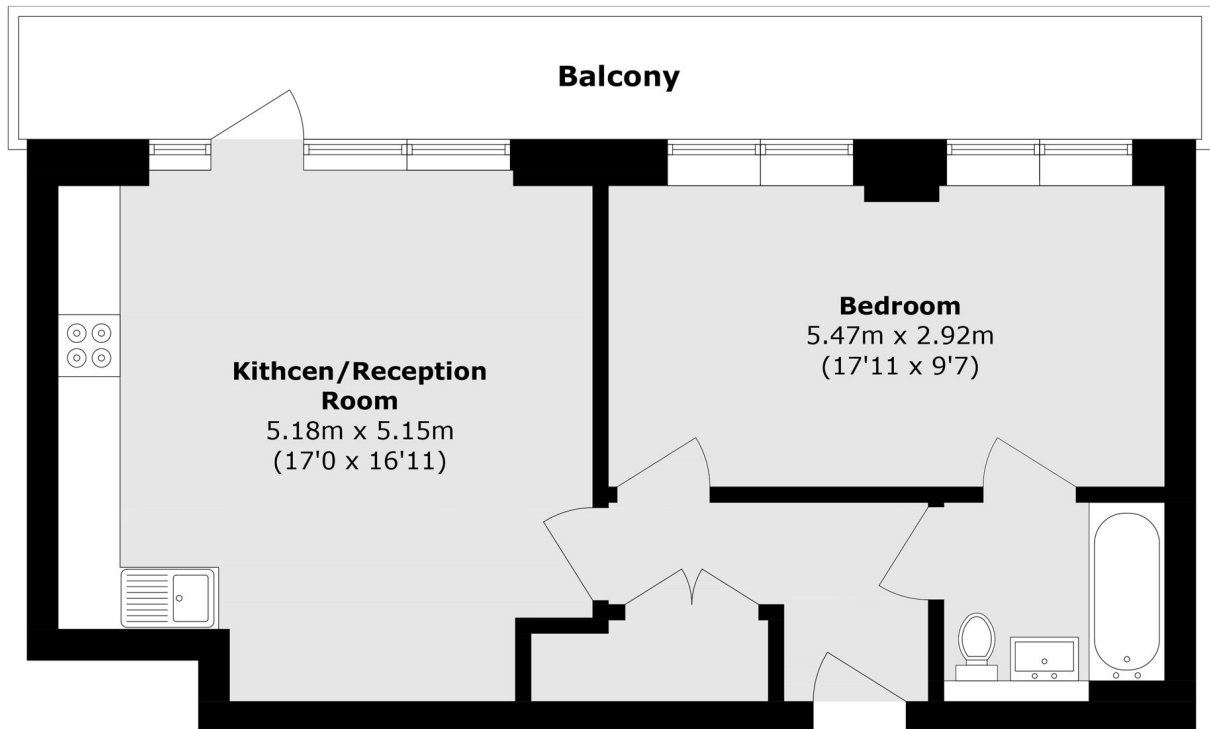 Balcony
Bedroom
5.47m x 2.92m
(17'11 x 9'7)
Kithcen/Reception
Room
5.18m x 5.15m
(17'0 x 16'11)